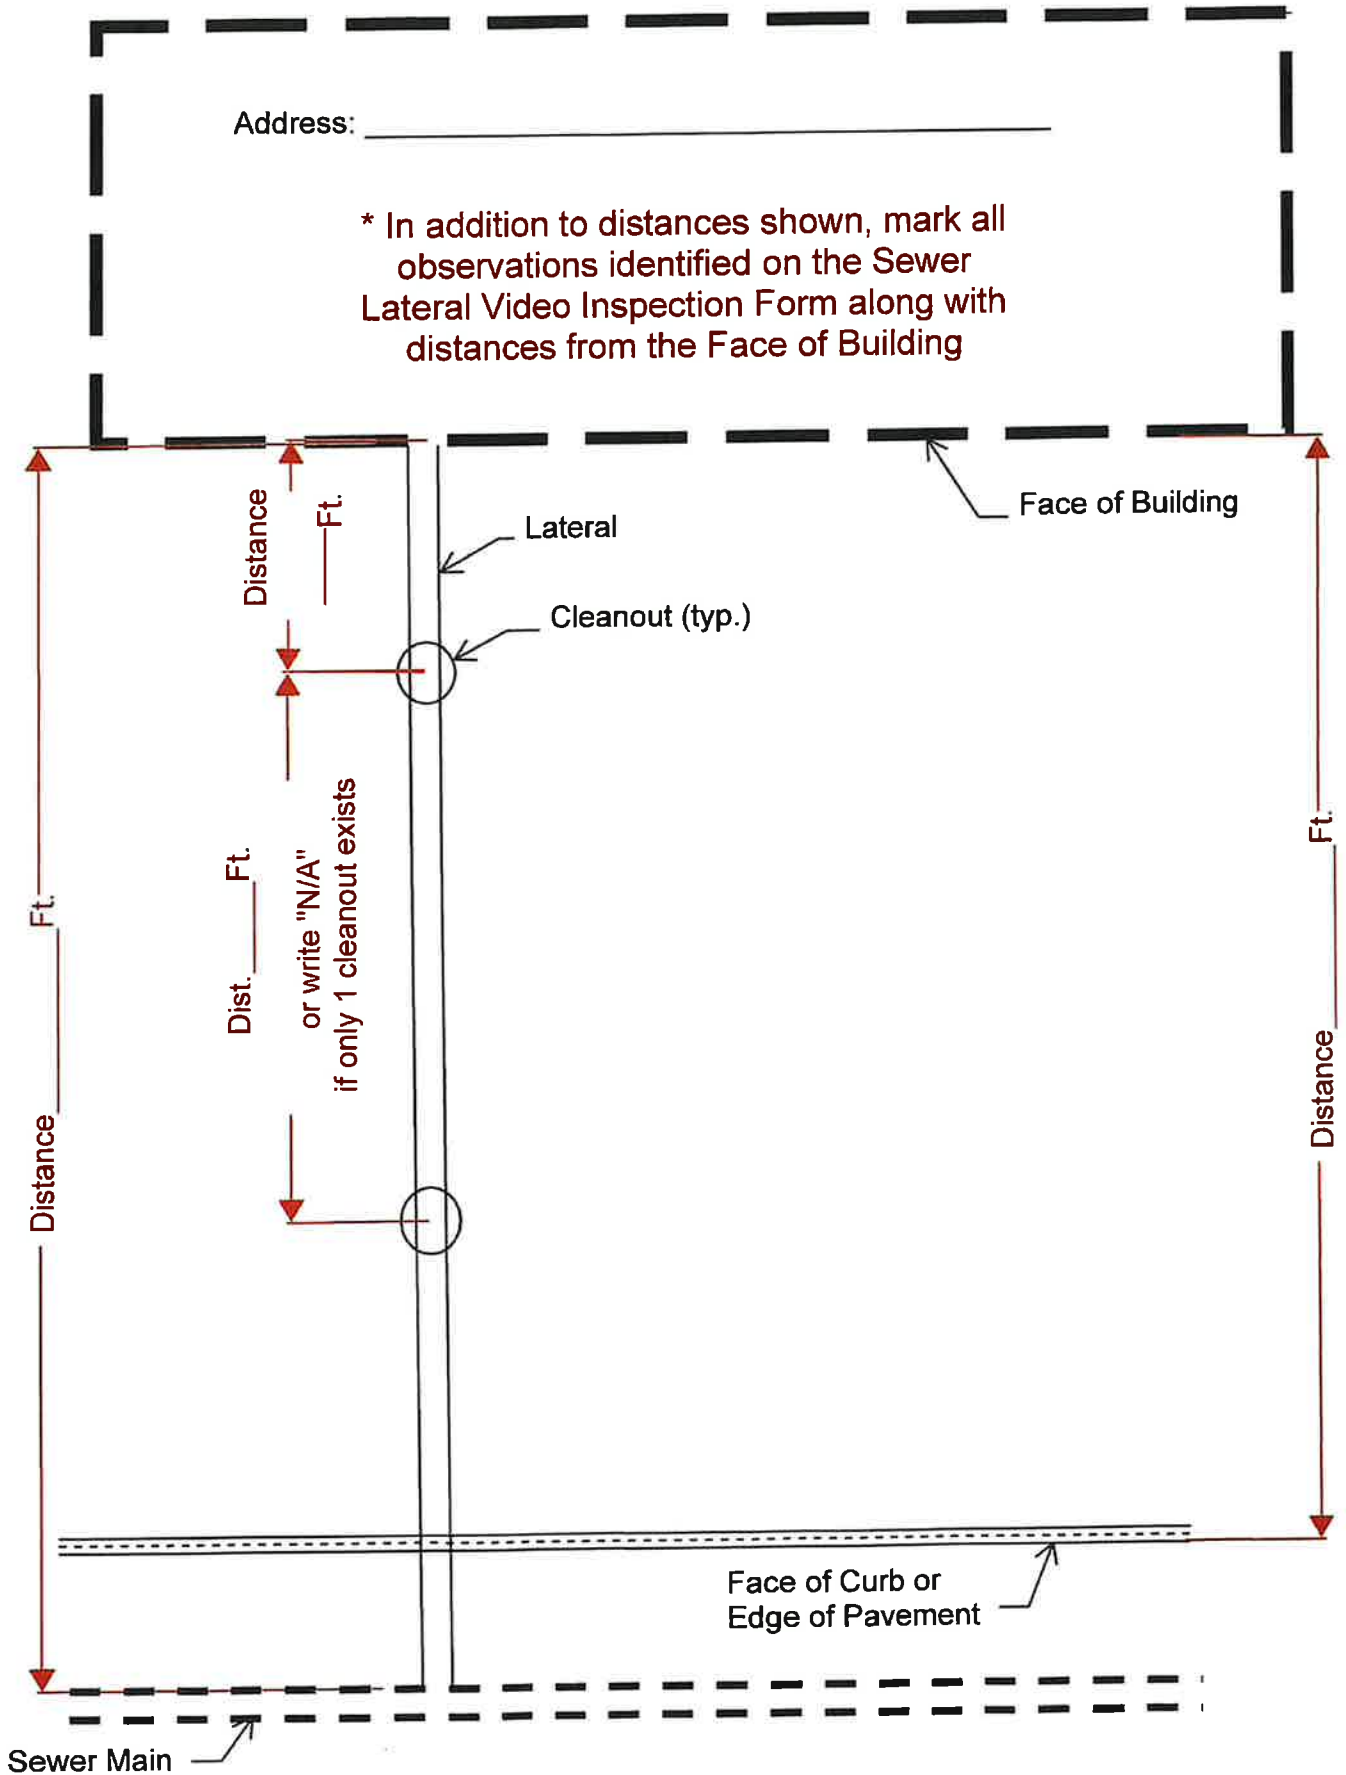 Address:
* In addition to distances shown, mark all
observations identified on the Sewer
Lateral Video Inspection Form along with
distances from the Face of Building
Face of Building
Lateral
Cleanout (typ.)
Distance
Ft.
Dist. Ft.
or write "N/A"
if only 1 cleanout exists
Distance Ft.
Distance Ft.
Face of Curb or
Edge of Pavement
Sewer Main